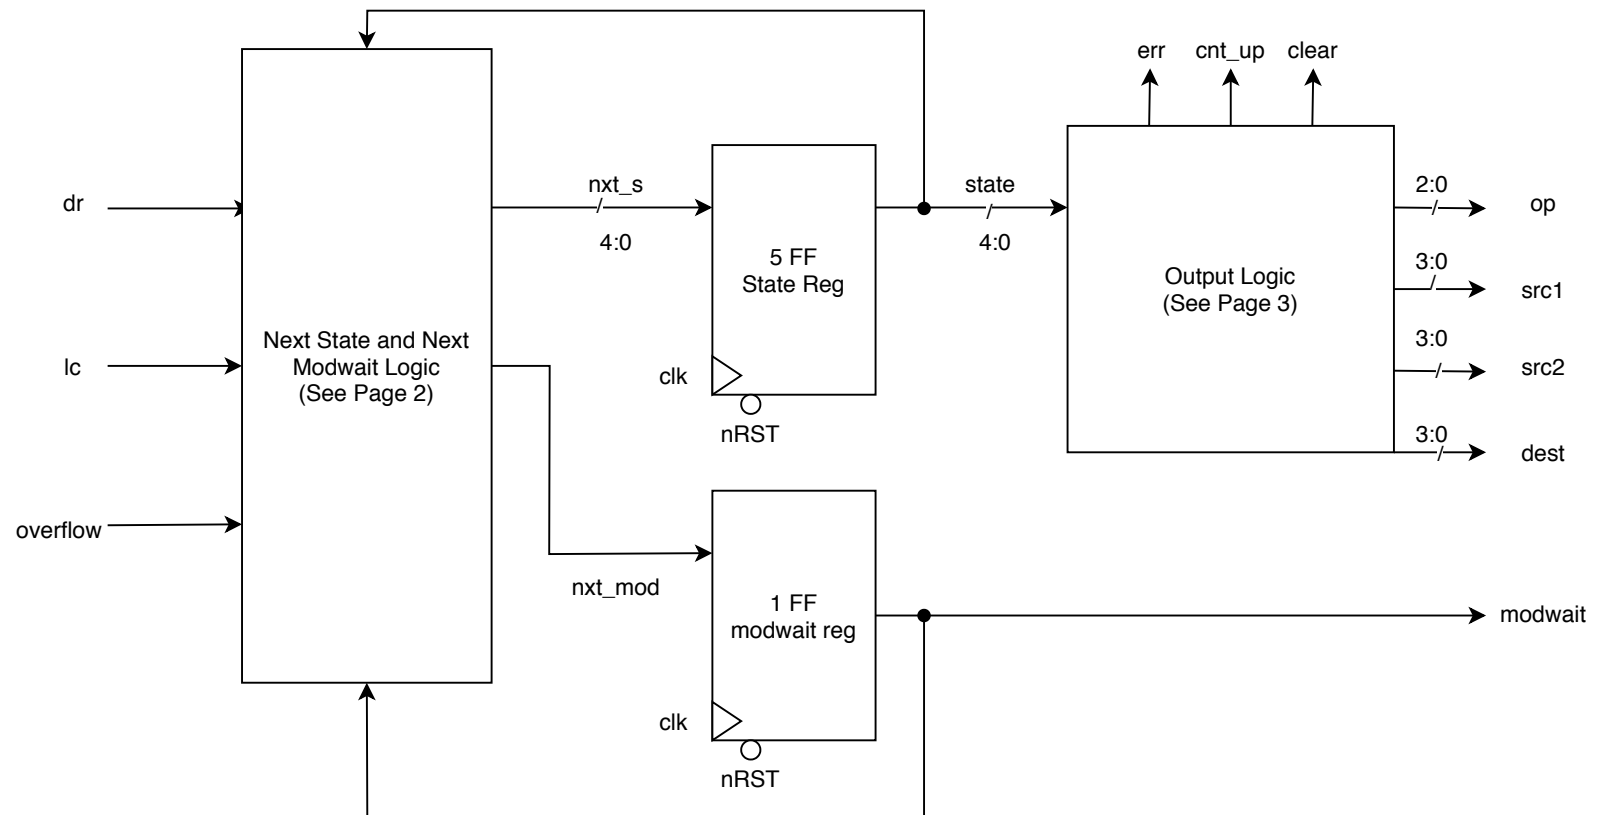 err cnt_up clear
dr
nxt_s
4:0
state
4:0
2:0
op
3:0
src1
3:0
src2
3:0
dest
5 FF
State Reg
clk
nRST
Output Logic
(See Page 3)
Next State and Next
Modwait Logic
(See Page 2)
lc
overflow
nxt_mod
1 FF
modwait reg
clk
nRST
modwait